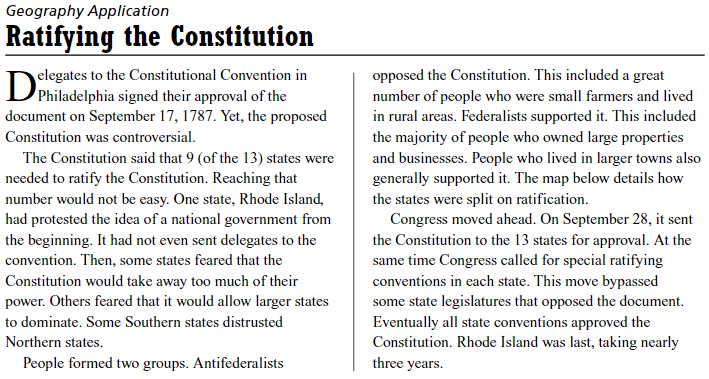 Geography Application
Ratifying the Constitution
Delegates to the Constitutional Convention in
Philadelphia signed their approval of the
document on September 17, 1787. Yet, the proposed
Constitution was controversial.
The Constitution said that 9 (of the 13) states were
needed to ratify the Constitution. Reaching that
number would not be easy. One state, Rhode Island,
had protested the idea of a national government from
the beginning. It had not even sent delegates to the
convention. Then, some states feared that the
Constitution would take away too much of their
power. Others feared that it would allow larger states
to dominate. Some Southern states distrusted
Northern states.
People formed two groups. Antifederalists
opposed the Constitution. This included a great
number of people who were small farmers and lived
in rural areas. Federalists supported it. This included
the majority of people who owned large properties
and businesses. People who lived in larger towns also
generally supported it. The map below details how
the states were split on ratification.
Congress moved ahead. On September 28, it sent
the Constitution to the 13 states for approval. At the
same time Congress called for special ratifying
conventions in each state. This move bypassed
some state legislatures that opposed the document.
Eventually all state conventions approved the
Constitution. Rhode Island was last, taking nearly
three years.